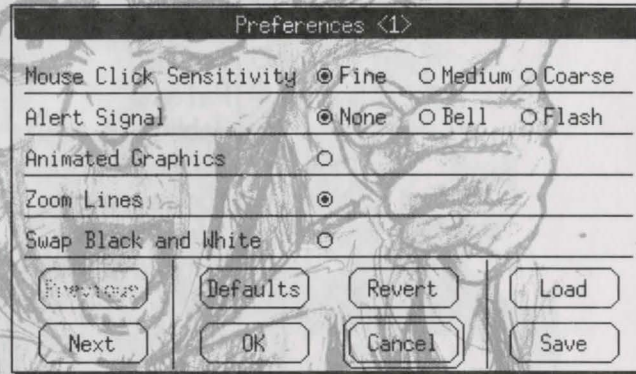 Preferences <1>
Mouse Click Sensitivity Fine Medium Coarse
Alert Signal None Bell Flash
Animated Graphics
Zoom Lines
Swap Black and White
Previous Defaults Revert Load
Next OK Cancel Save